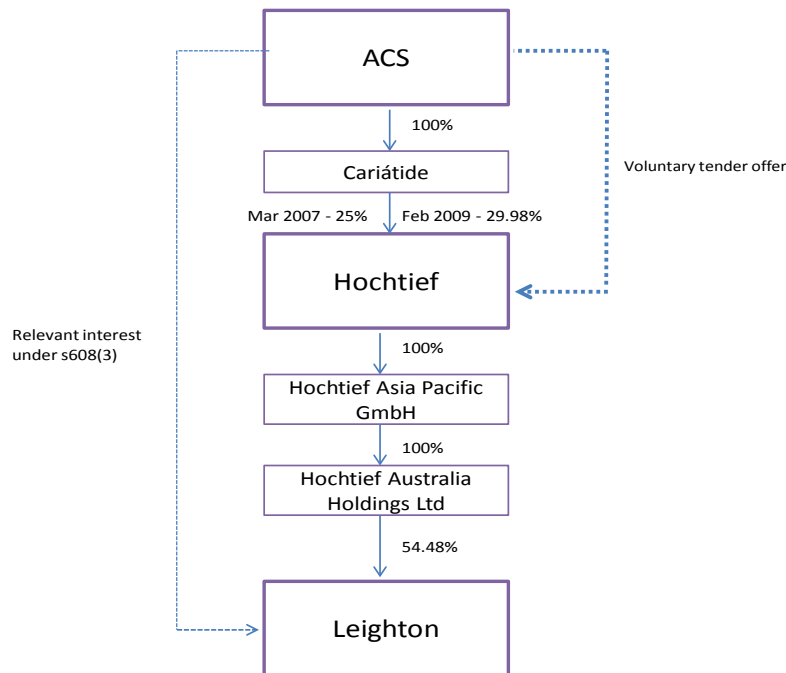 ACS
100%
Cariátide
Voluntary tender offer
Mar 2007 - 25%
Feb 2009 - 29.98%
Hochtief
Relevant interest
under s608(3)
100%
Hochtief Asia Pacific
GmbH
100%
Hochtief Australia
Holdings Ltd
54.48%
Leighton